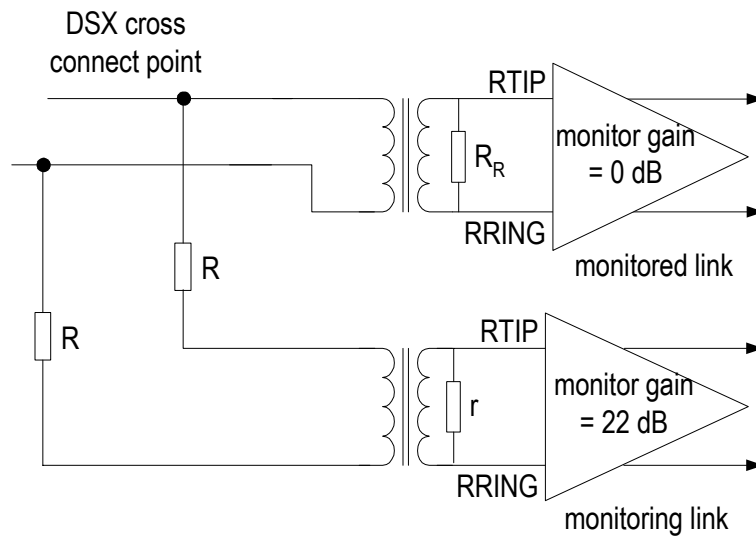 DSX cross
connect point
RTIP
monitor gain
= 0 dB
R_R
RRING
monitored link
R
R
RTIP
monitor gain
= 22 dB
r
RRING
monitoring link